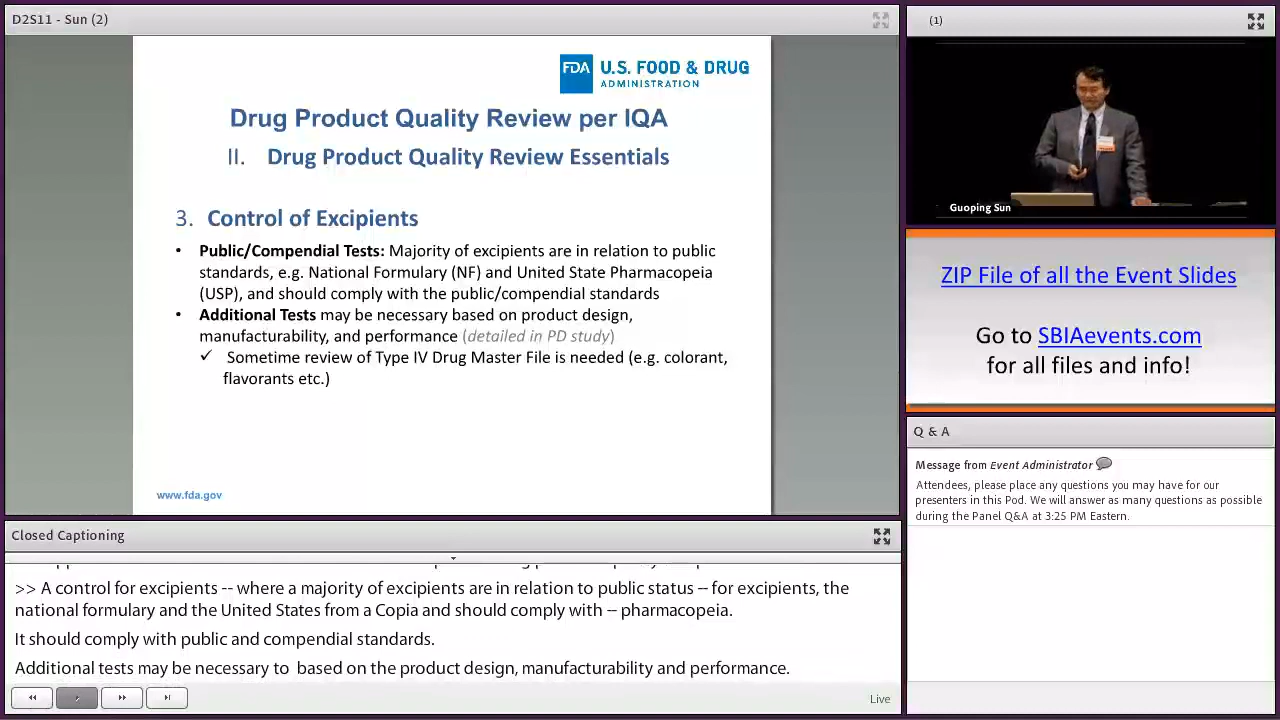 D2S11 - Sun (2)
FDA U.S. FOOD & DRUG
ADMINISTRATION
Drug Product Quality Review per IQA
II. Drug Product Quality Review Essentials
3. Control of Excipients
• Public/Compendial Tests: Majority of excipients are in relation to public
standards, e.g. National Formulary (NF) and United State Pharmacopeia
(USP), and should comply with the public/compendial standards
• Additional Tests may be necessary based on product design,
manufacturability, and performance (detailed in PD study)
✓ Sometime review of Type IV Drug Master File is needed (e.g. colorant,
flavorants etc.)
www.fda.gov
Closed Captioning
>> A control for excipients -- where a majority of excipients are in relation to public status -- for excipients, the
national formulary and the United States from a Copia and should comply with -- pharmacopeia.
It should comply with public and compendial standards.
Additional tests may be necessary to  based on the product design, manufacturability and performance.
Live
(1)
Guoping Sun
ZIP File of all the Event Slides
Go to SBIAevents.com
for all files and info!
Q & A
Message from Event Administrator
Attendees, please place any questions you may have for our
presenters in this Pod. We will answer as many questions as possible
during the Panel Q&A at 3:25 PM Eastern.